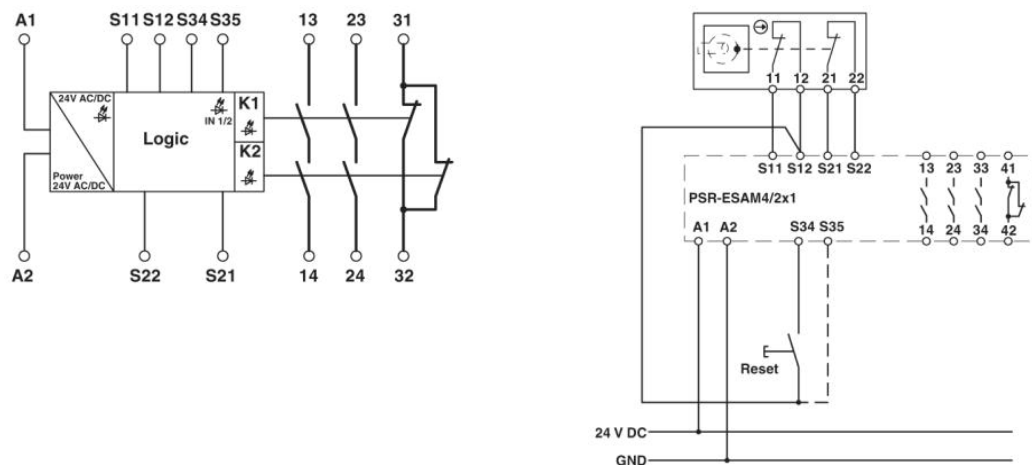 A1 S11 S12 S34 S35 13 23 31
24V AC/DC
IN 1/2
K1
Logic
K2
Power
24V AC/DC
A2 S22 S21 14 24 32
11 12 21 22
S11 S12 S21 S22 13 23 33 41
PSR-ESAM4/2x1
A1 A2 S34 S35 14 24 34 42
Reset
24 V DC
GND